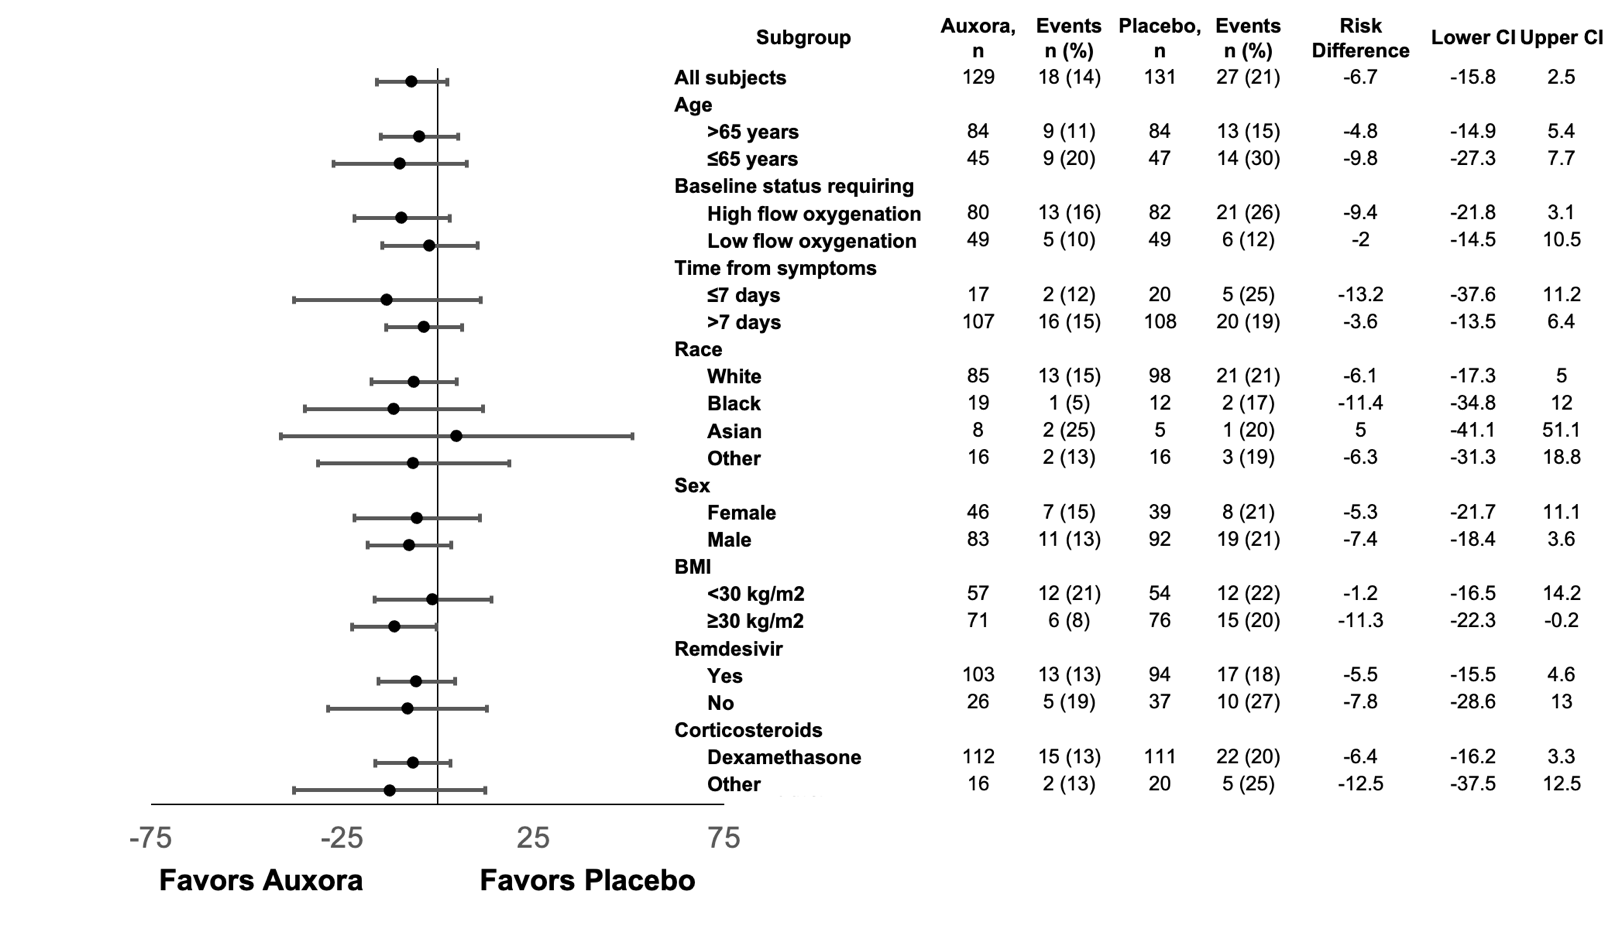 Subgroup Auxora, n Events n (%) Placebo, n Events n (%) Risk Difference Lower CI Upper CI
All subjects 129 18 (14) 131 27 (21) -6.7 -15.8 2.5
Age
>65 years 84 9 (11) 84 13 (15) -4.8 -14.9 5.4
≤65 years 45 9 (20) 47 14 (30) -9.8 -27.3 7.7
Baseline status requiring
High flow oxygenation 80 13 (16) 82 21 (26) -9.4 -21.8 3.1
Low flow oxygenation 49 5 (10) 49 6 (12) -2 -14.5 10.5
Time from symptoms
≤7 days 17 2 (12) 20 5 (25) -13.2 -37.6 11.2
>7 days 107 16 (15) 108 20 (19) -3.6 -13.5 6.4
Race
White 85 13 (15) 98 21 (21) -6.1 -17.3 5
Black 19 1 (5) 12 2 (17) -11.4 -34.8 12
Asian 8 2 (25) 5 1 (20) 5 -41.1 51.1
Other 16 2 (13) 16 3 (19) -6.3 -31.3 18.8
Sex
Female 46 7 (15) 39 8 (21) -5.3 -21.7 11.1
Male 83 11 (13) 92 19 (21) -7.4 -18.4 3.6
BMI
<30 kg/m2 57 12 (21) 54 12 (22) -1.2 -16.5 14.2
≥30 kg/m2 71 6 (8) 76 15 (20) -11.3 -22.3 -0.2
Remdesivir
Yes 103 13 (13) 94 17 (18) -5.5 -15.5 4.6
No 26 5 (19) 37 10 (27) -7.8 -28.6 13
Corticosteroids
Dexamethasone 112 15 (13) 111 22 (20) -6.4 -16.2 3.3
Other 16 2 (13) 20 5 (25) -12.5 -37.5 12.5
-75 -25 25 75
Favors Auxora Favors Placebo